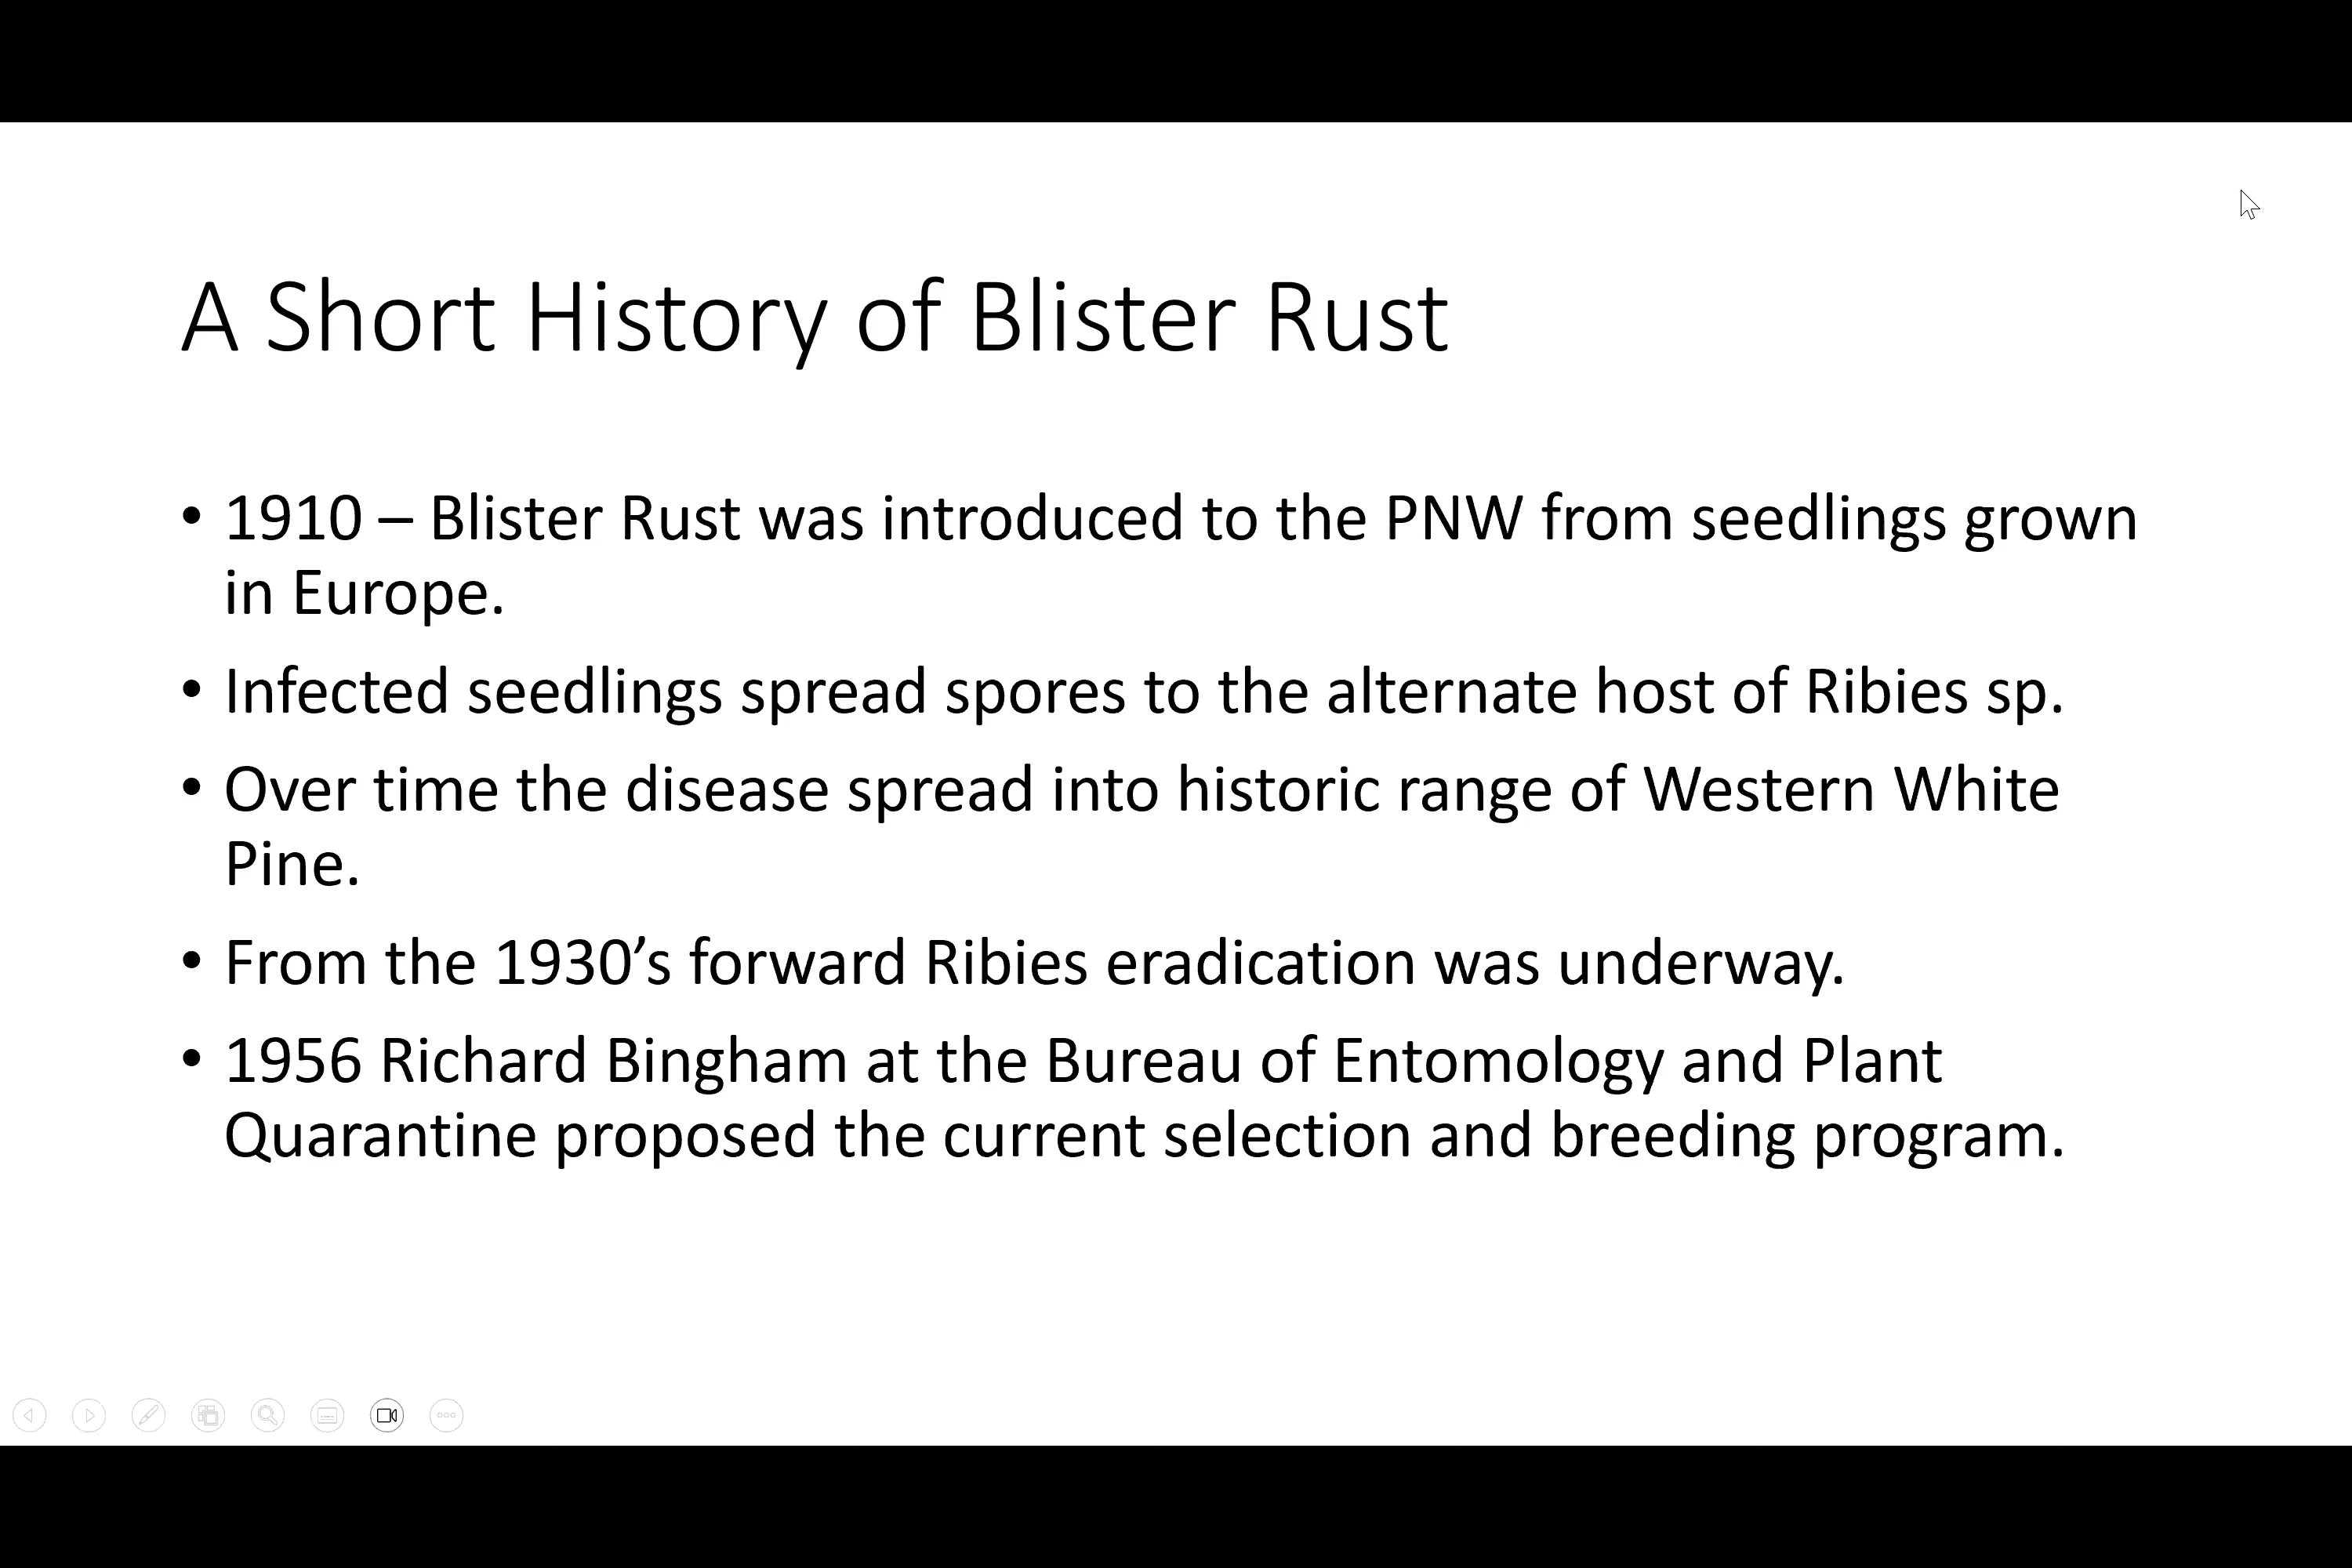 A Short History of Blister Rust
• 1910 – Blister Rust was introduced to the PNW from seedlings grown
in Europe.
• Infected seedlings spread spores to the alternate host of Ribies sp.
• Over time the disease spread into historic range of Western White
Pine.
• From the 1930’s forward Ribies eradication was underway.
• 1956 Richard Bingham at the Bureau of Entomology and Plant
Quarantine proposed the current selection and breeding program.